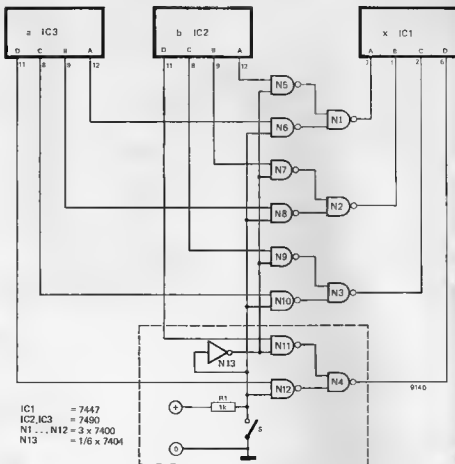 a IC3
b IC2
x IC1
D C B A
D C B A
A B C D
11 8 9 12
11 8 9 12
7 1 2 6
N5
N1
N6
N7
N2
N8
N9
N3
N10
N11
N13
N4
N12
9146
R1
+ 1k
S
0
IC1 = 7447
IC2,IC3 = 7490
N1 ... N12 = 3 x 7400
N13 = 1/6 x 7404